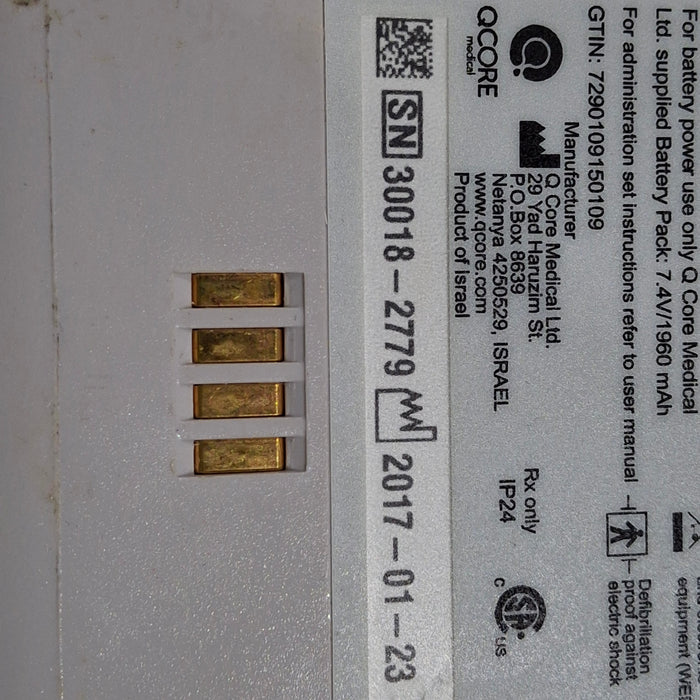 For battery power use only Q Core Medical
Ltd. supplied Battery Pack: 7.4V/1960 mAh
For administration set instructions refer to user manual
GTIN: 7290109150109
QCORE
medical
Manufacturer
Q Core Medical Ltd.
29 Yad Haruzim St.
P.O.Box 8639
Netanya 4250529, ISRAEL
www.qcore.com
Product of Israel
Rx only
IP24
SN 30018-2779 2017-01-23
equipment (WE
Defibrillation
proof against
electric shock
c SA us